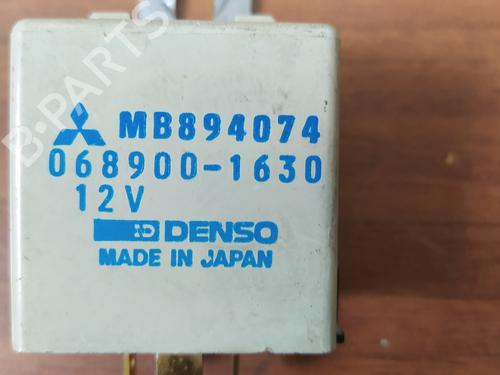 B-PARTS
MB894074
068900-1630
12V
DENSO
MADE IN JAPAN